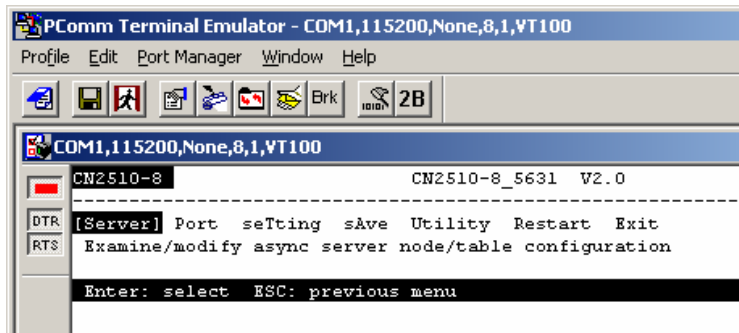 PComm Terminal Emulator - COM1,115200,None,8,1,VT100
Profile Edit Port Manager Window Help
Brk 2B
COM1,115200,None,8,1,VT100
CN2510-8 CN2510-8_5631 V2.0
--------------------------------------------------------------
DTR [Server] Port seTting sAve Utility Restart Exit
RTS Examine/modify async server node/table configuration
Enter: select ESC: previous menu